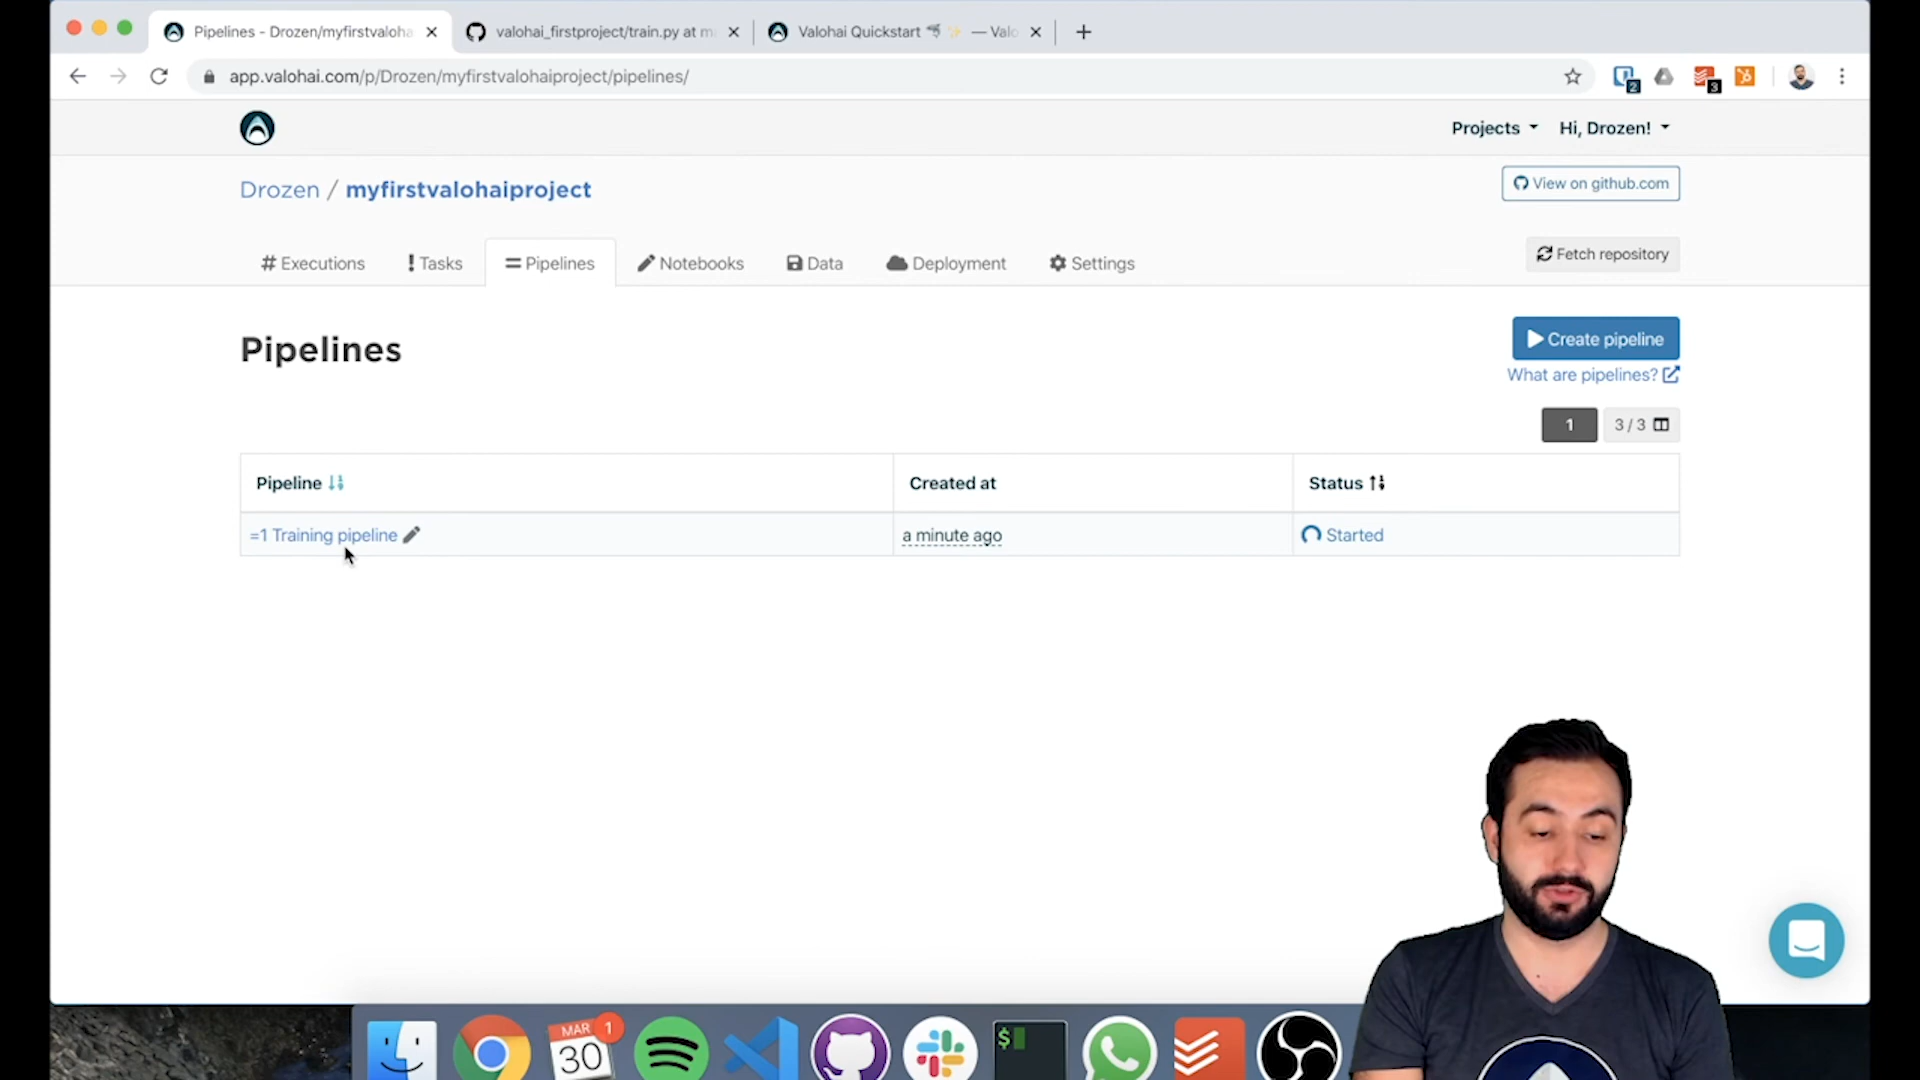 Pipelines - Drozen/myfirstvaloha
valohai_firstproject/train.py at m
Valohai Quickstart 🦈 ✨ — Valo
app.valohai.com/p/Drozen/myfirstvalohaiproject/pipelines/
2
3
Projects
Hi, Drozen!
Drozen / myfirstvalohaiproject
View on github.com
# Executions
! Tasks
= Pipelines
Notebooks
Data
Deployment
Settings
Fetch repository
Pipelines
Create pipeline
What are pipelines?
1
3 / 3
Pipeline
Created at
Status
=1 Training pipeline
a minute ago
Started
MAR
1
30
$